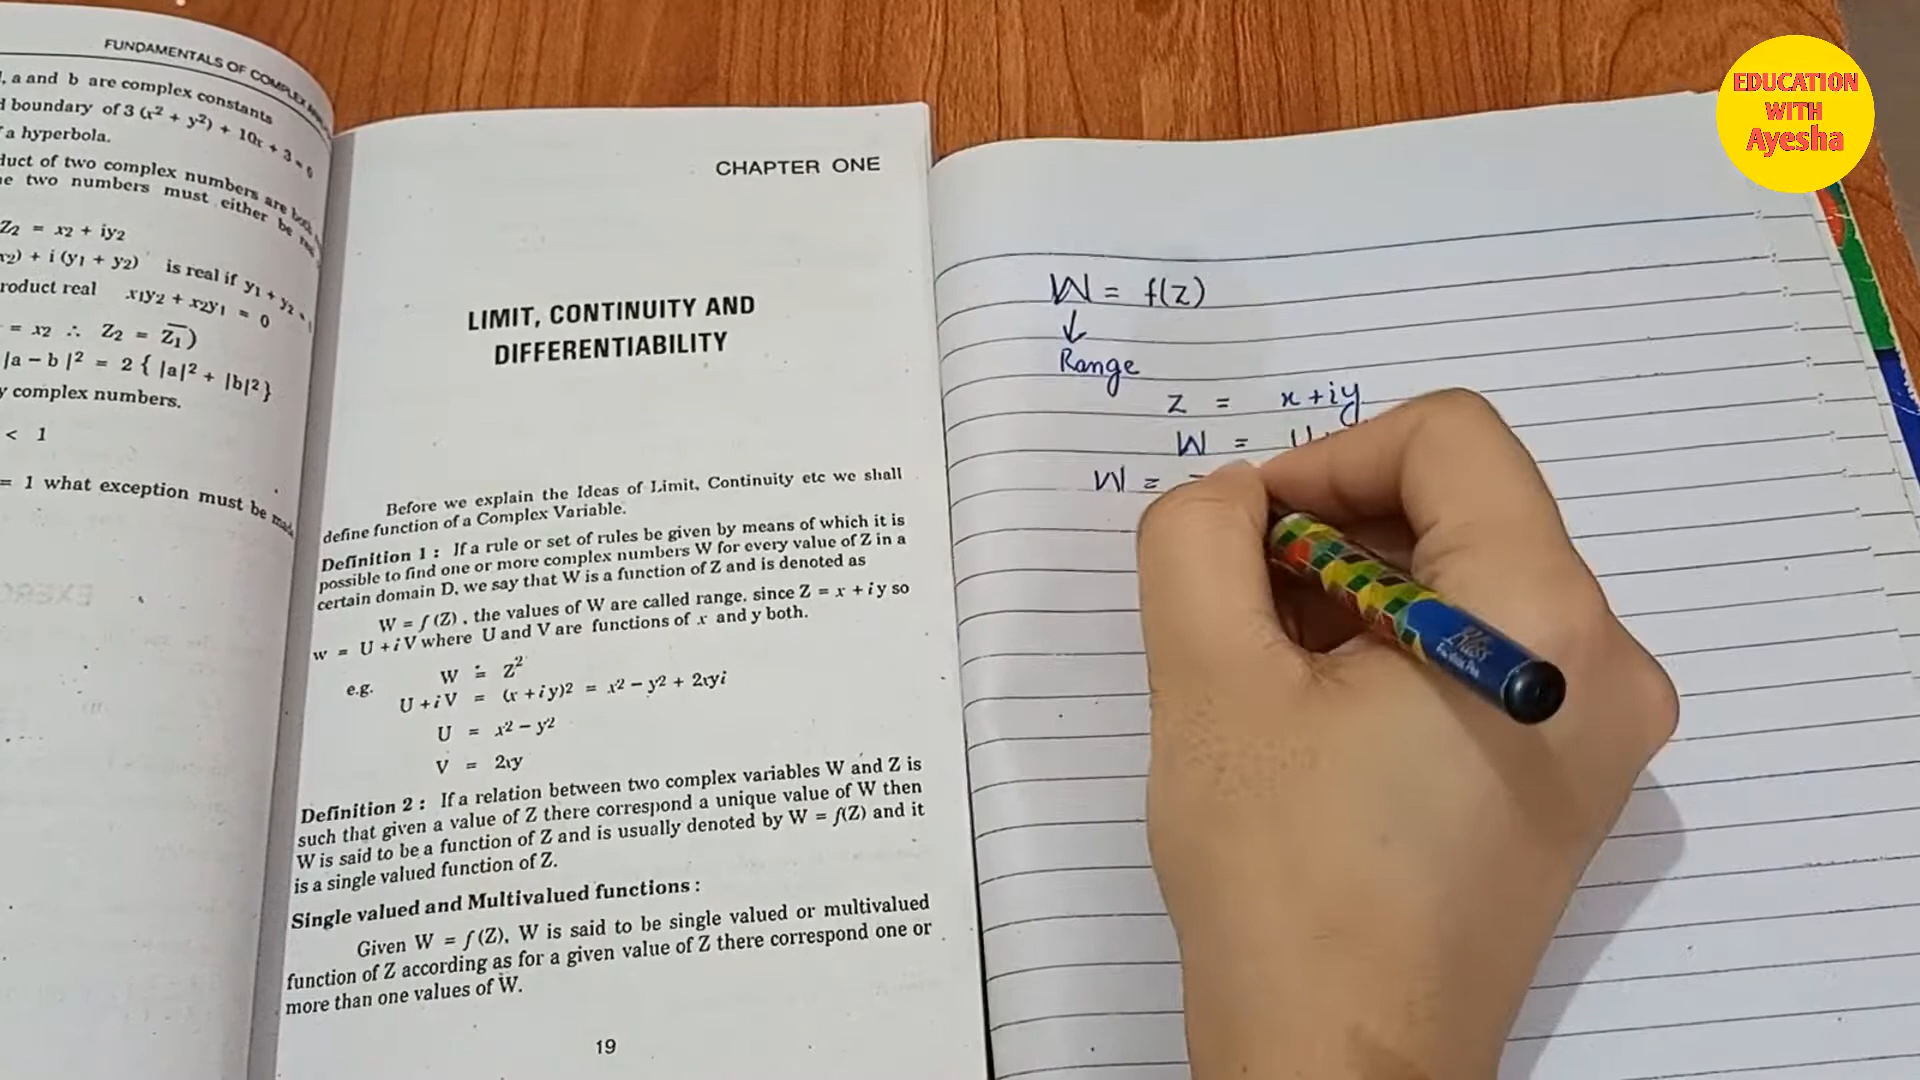 FUNDAMENTALS OF COMPLEX
, a and b are complex constants
boundary of 3 (x² + y²) + 10x + 3 = 0
a hyperbola.
duct of two complex numbers are both
e two numbers must either be rea
Z₂ = x₂ + iy₂
x₂) + i (y₁ + y₂) is real if y₁ + y₂ =
roduct real x₁y₂ + x₂y₁ = 0
= x₂ ∴ Z₂ = Z̅₁)
|a − b|² = 2 { |a|² + |b|² }
y complex numbers.
< 1
= 1 what exception must be made
CHAPTER ONE
LIMIT, CONTINUITY AND
DIFFERENTIABILITY
Before we explain the Ideas of Limit, Continuity etc we shall
define function of a Complex Variable.
Definition 1 : If a rule or set of rules be given by means of which it is
possible to find one or more complex numbers W for every value of Z in a
certain domain D, we say that W is a function of Z and is denoted as
W = f (Z) , the values of W are called range, since Z = x + i y so
w = U + i V where U and V are functions of x and y both.
e.g. W = Z²
U + i V = (x + i y)² = x² − y² + 2xyi
U = x² − y²
V = 2xy
Definition 2 : If a relation between two complex variables W and Z is
such that given a value of Z there correspond a unique value of W then
W is said to be a function of Z and is usually denoted by W = f(Z) and it
is a single valued function of Z.
Single valued and Multivalued functions :
Given W = f (Z), W is said to be single valued or multivalued
function of Z according as for a given value of Z there correspond one or
more than one values of W.
19
W = f(z)
↓
Range
z = x + iy
W = U +
W =
EDUCATION
WITH
Ayesha